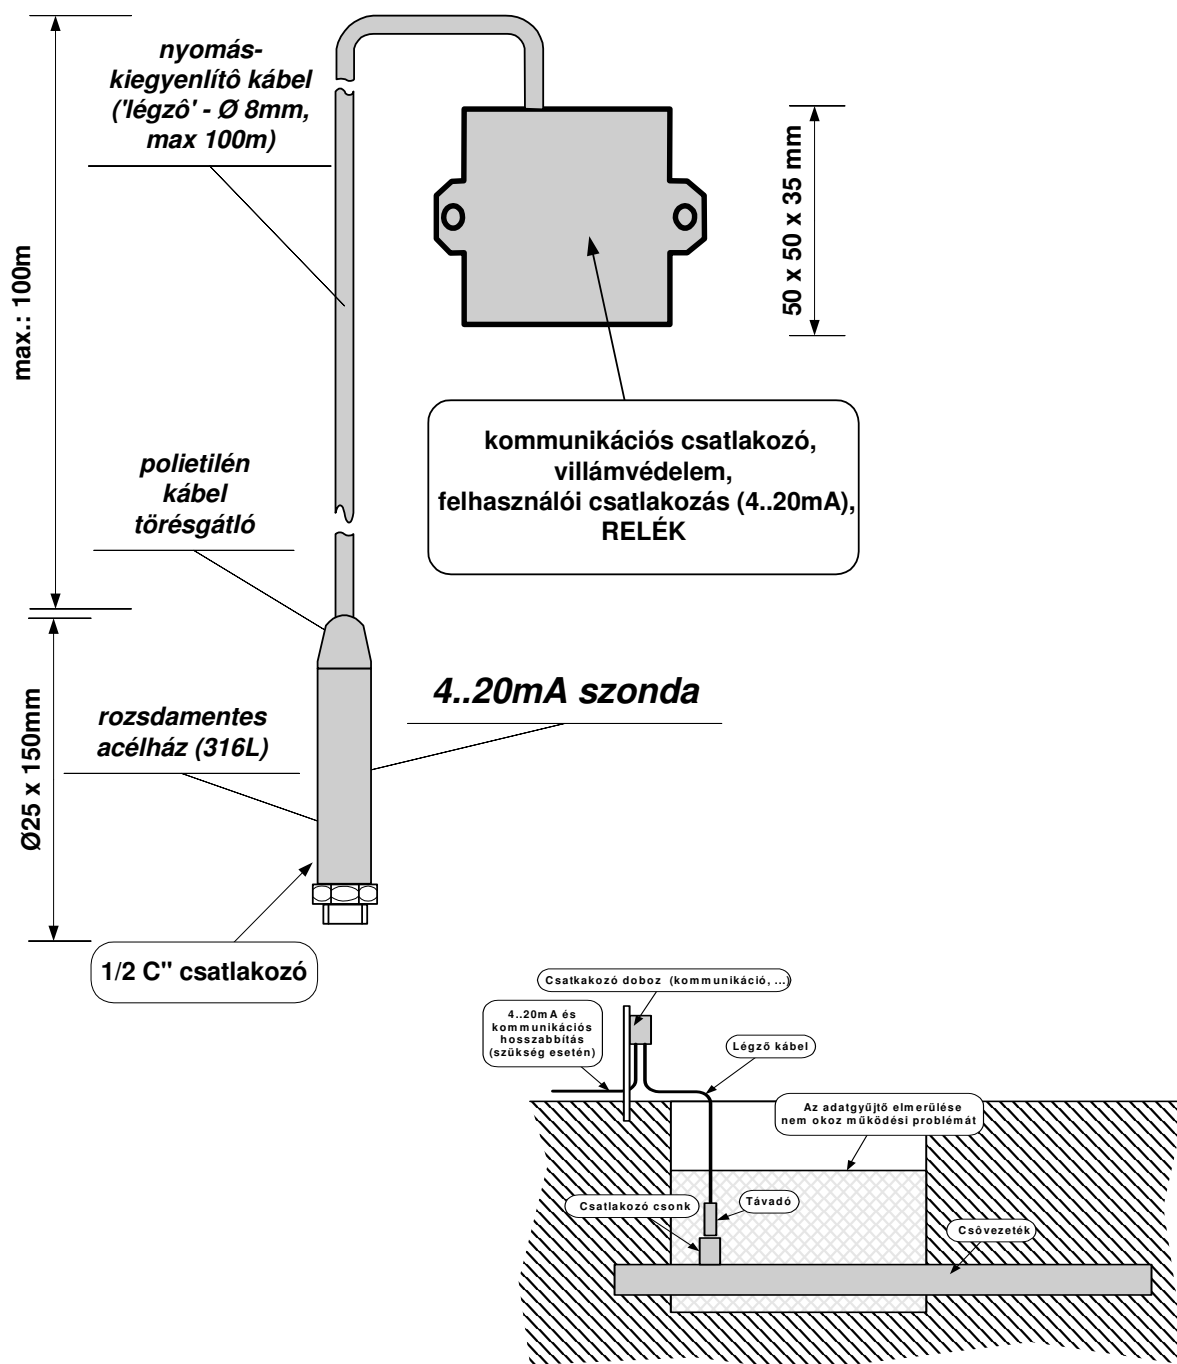 nyomás-
kiegyenlítô kábel
('légzô' - Ø 8mm,
max 100m)
max.: 100m
50 x 50 x 35 mm
kommunikációs csatlakozó,
villámvédelem,
felhasználói csatlakozás (4..20mA),
RELÉK
polietilén
kábel
törésgátló
4..20mA szonda
rozsdamentes
acélház (316L)
Ø25 x 150mm
1/2 C" csatlakozó
Csatkakozó doboz (kommunikáció, ...)
4..20mA és
kommunikációs
hosszabbítás
(szükség esetén)
Légző kábel
Az adatgyűjtő elmerülése
nem okoz működési problémát
Csatlakozó csonk
Távadó
Csővezeték